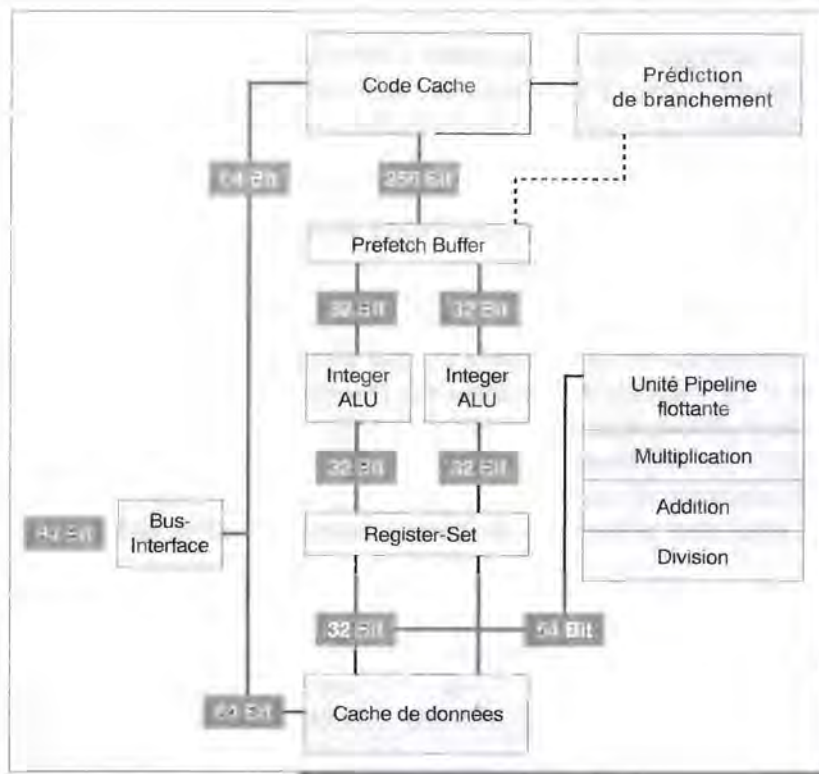 Code Cache
Prédiction
de branchement
64 Bit
256 Bit
Prefetch Buffer
32 Bit
32 Bit
Integer
ALU
Integer
ALU
Unité Pipeline
flottante
Multiplication
Addition
Division
32 Bit
32 Bit
Bit
Bus-
Interface
Register-Set
32 Bit
64 Bit
64 Bit
Cache de données